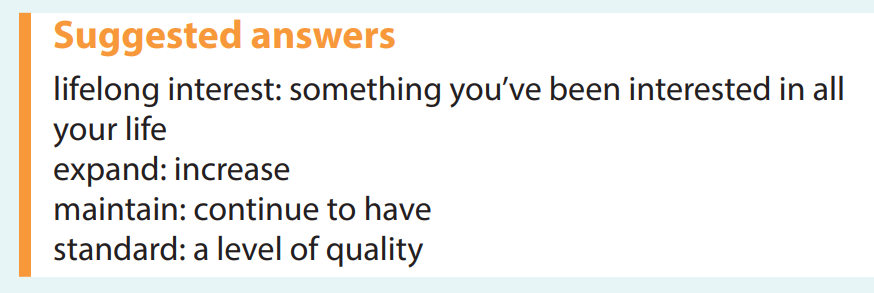 Suggested answers
lifelong interest: something you’ve been interested in all
your life
expand: increase
maintain: continue to have
standard: a level of quality